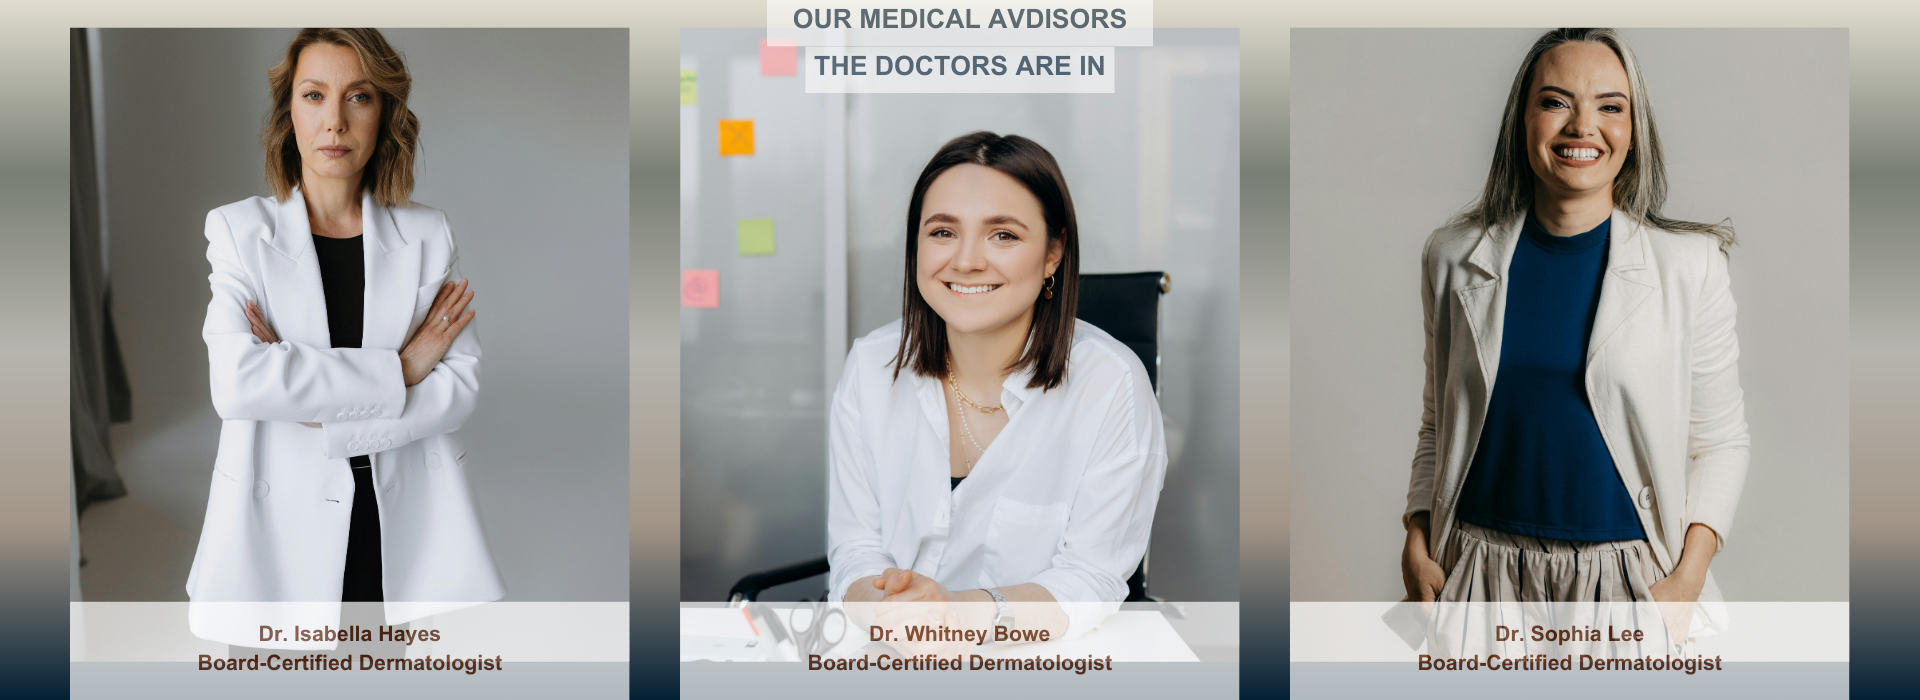 OUR MEDICAL AVDISORS
THE DOCTORS ARE IN
Dr. Isabella Hayes
Board-Certified Dermatologist
Dr. Whitney Bowe
Board-Certified Dermatologist
Dr. Sophia Lee
Board-Certified Dermatologist